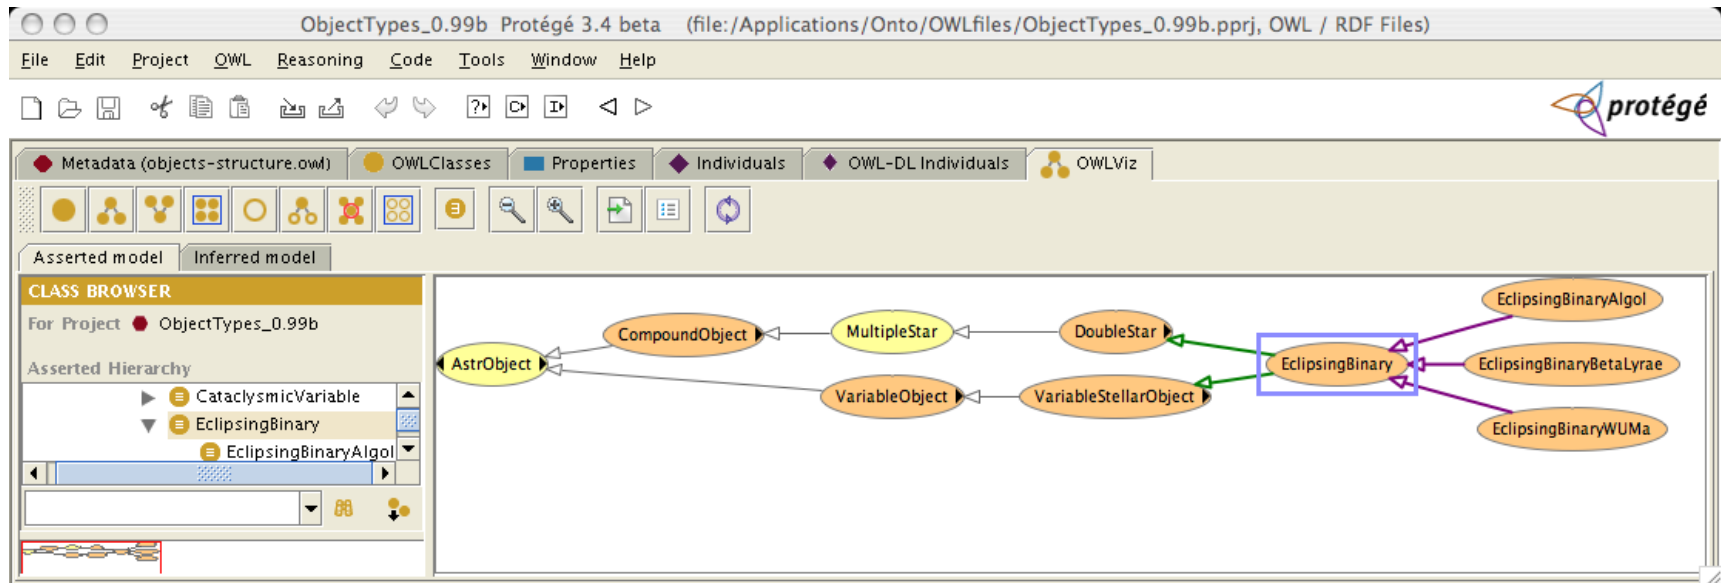 ObjectTypes_0.99b Protégé 3.4 beta (file:/Applications/Onto/OWLfiles/ObjectTypes_0.99b.pprj, OWL / RDF Files)
File Edit Project OWL Reasoning Code Tools Window Help
protégé
Metadata (objects-structure.owl) OWLClasses Properties Individuals OWL-DL Individuals OWLViz
Asserted model Inferred model
CLASS BROWSER
For Project ObjectTypes_0.99b
Asserted Hierarchy
CataclysmicVariable
EclipsingBinary
EclipsingBinaryAlgol
AstrObject
CompoundObject
MultipleStar
DoubleStar
VariableObject
VariableStellarObject
EclipsingBinary
EclipsingBinaryAlgol
EclipsingBinaryBetaLyrae
EclipsingBinaryWUMa